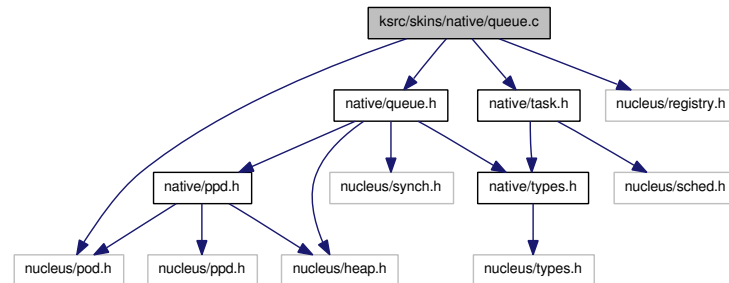 ksrc/skins/native/queue.c
native/queue.h
native/task.h
nucleus/registry.h
native/ppd.h
nucleus/synch.h
native/types.h
nucleus/sched.h
nucleus/pod.h
nucleus/ppd.h
nucleus/heap.h
nucleus/types.h